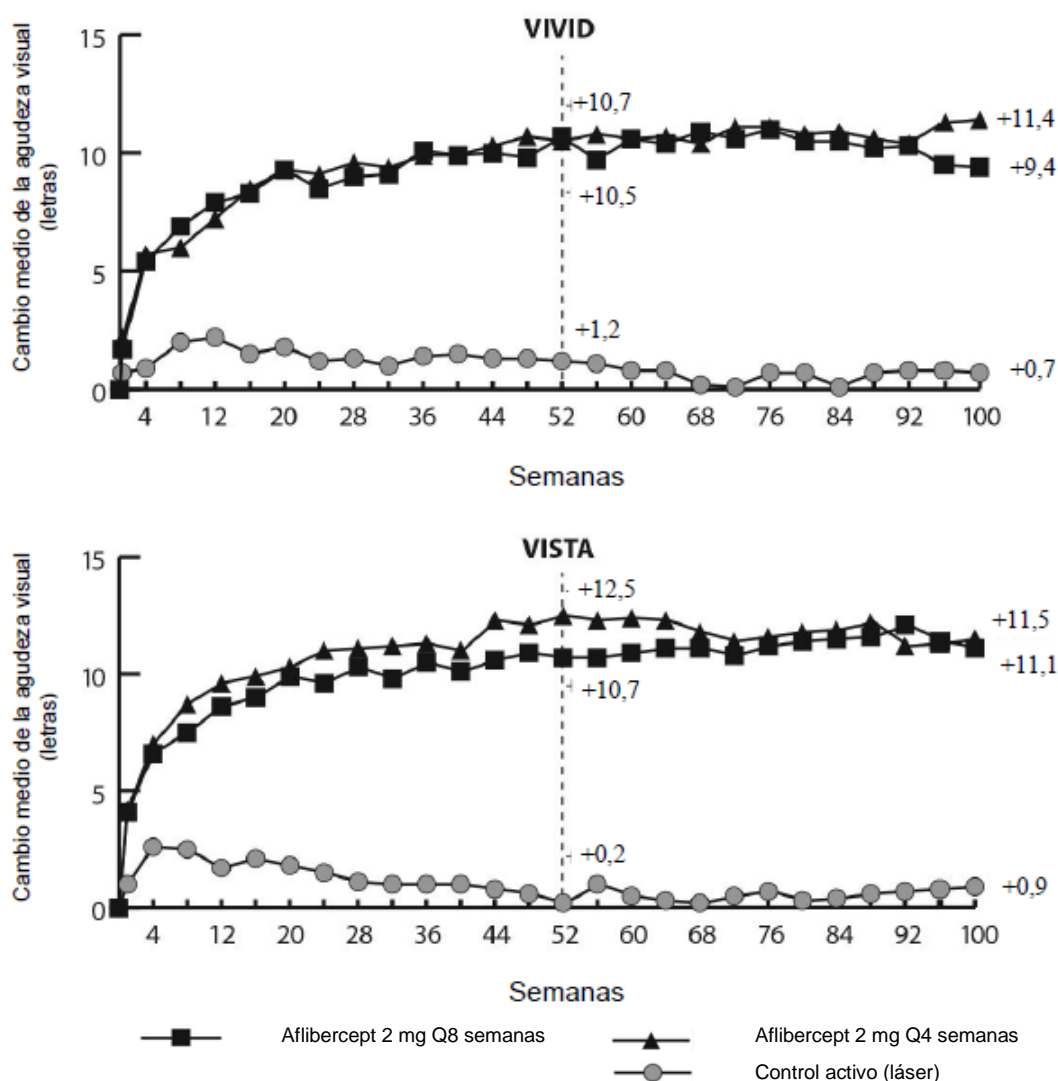 VIVID
Cambio medio de la agudeza visual
(letras)
15
10
5
0
+10,7
+10,5
+1,2
+11,4
+9,4
+0,7
4 12 20 28 36 44 52 60 68 76 84 92 100
Semanas
VISTA
Cambio medio de la agudeza visual
(letras)
15
10
5
0
+12,5
+10,7
+0,2
+11,5
+11,1
+0,9
4 12 20 28 36 44 52 60 68 76 84 92 100
Semanas
Aflibercept 2 mg Q8 semanas
Aflibercept 2 mg Q4 semanas
Control activo (láser)